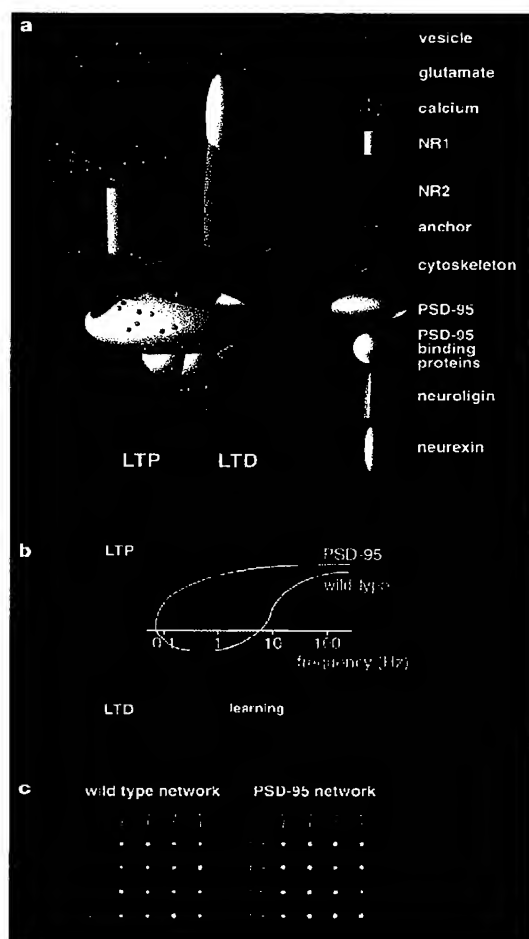 a
vesicle
glutamate
calcium
NR1
NR2
anchor
cytoskeleton
PSD-95
PSD-95
binding
proteins
neuroligin
neurexin
LTP LTD
b
LTP
PSD-95
wild type
0.1 1 10 100
frequency (Hz)
LTD learning
c
wild type network PSD-95 network